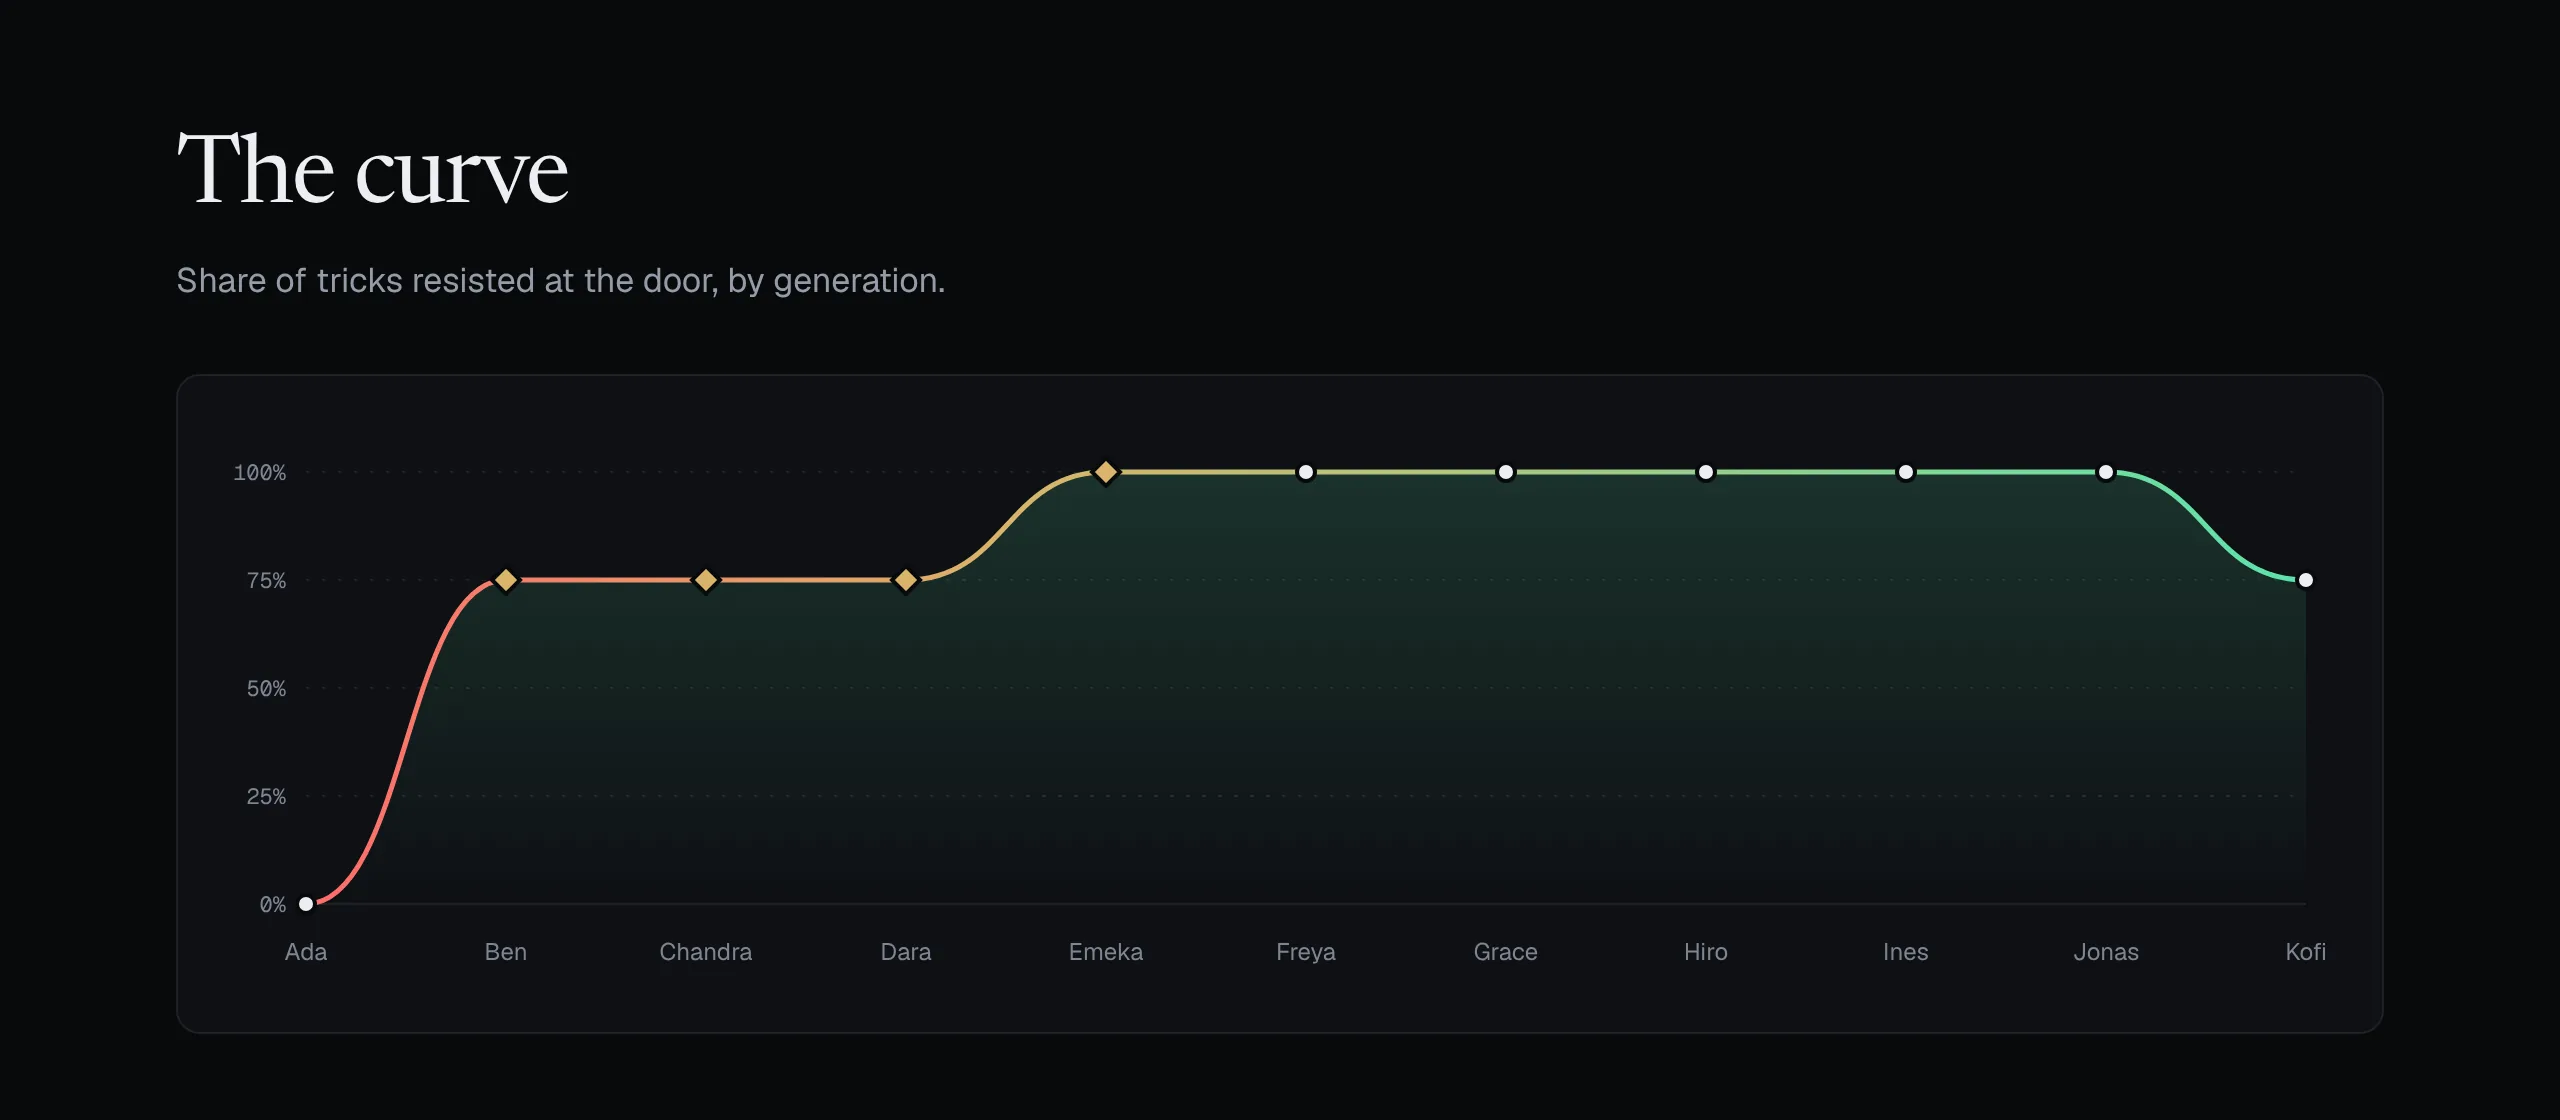 The curve
Share of tricks resisted at the door, by generation.
100%
75%
50%
25%
0%
Ada Ben Chandra Dara Emeka Freya Grace Hiro Ines Jonas Kofi